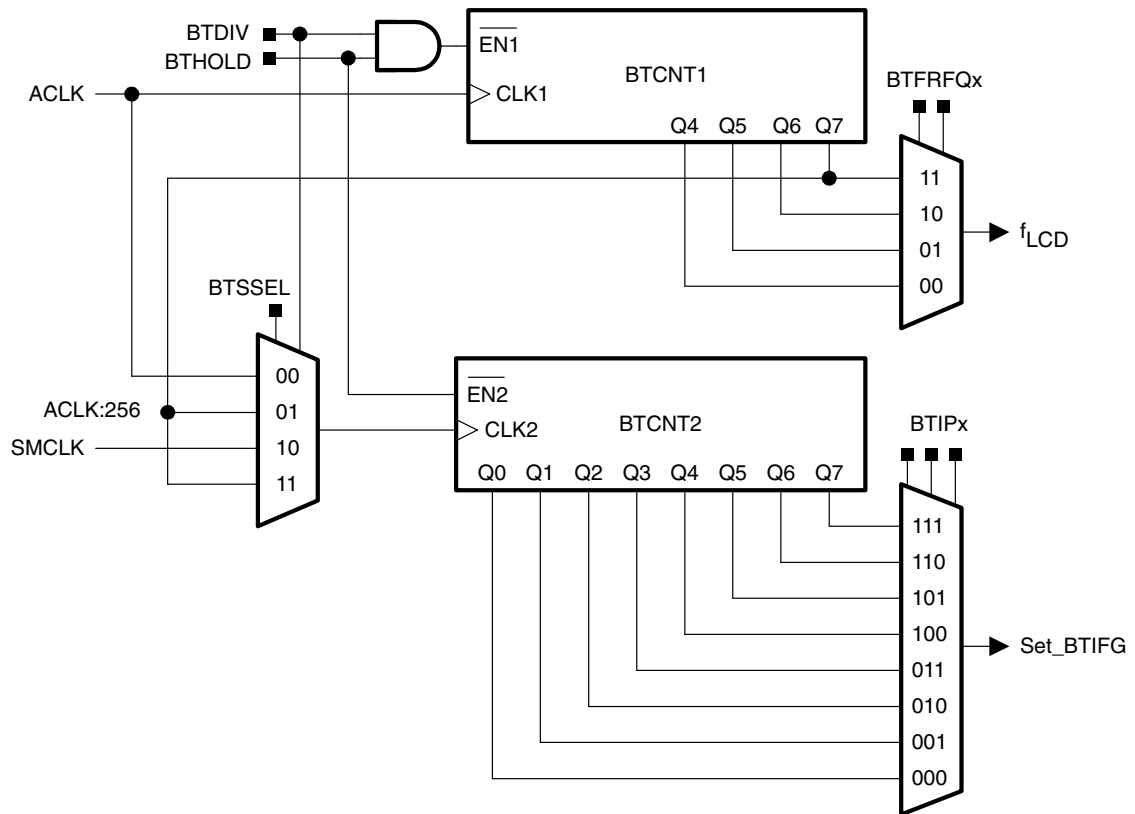 BTDIV
BTHOLD
EN1
BTCNT1
BTFRFQx
ACLK
CLK1
Q4 Q5 Q6 Q7
11
10
01
00
fLCD
BTSSEL
00
01
10
11
ACLK:256
SMCLK
EN2
BTCNT2
CLK2
BTIPx
Q0 Q1 Q2 Q3 Q4 Q5 Q6 Q7
111
110
101
100
011
010
001
000
Set_BTIFG